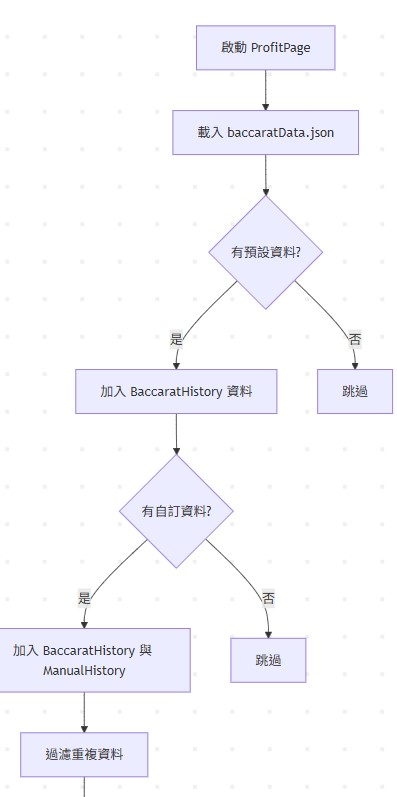 啟動 ProfitPage
載入 baccaratData.json
有預設資料?
是
否
加入 BaccaratHistory 資料
跳過
有自訂資料?
是
否
加入 BaccaratHistory 與
ManualHistory
跳過
過濾重複資料